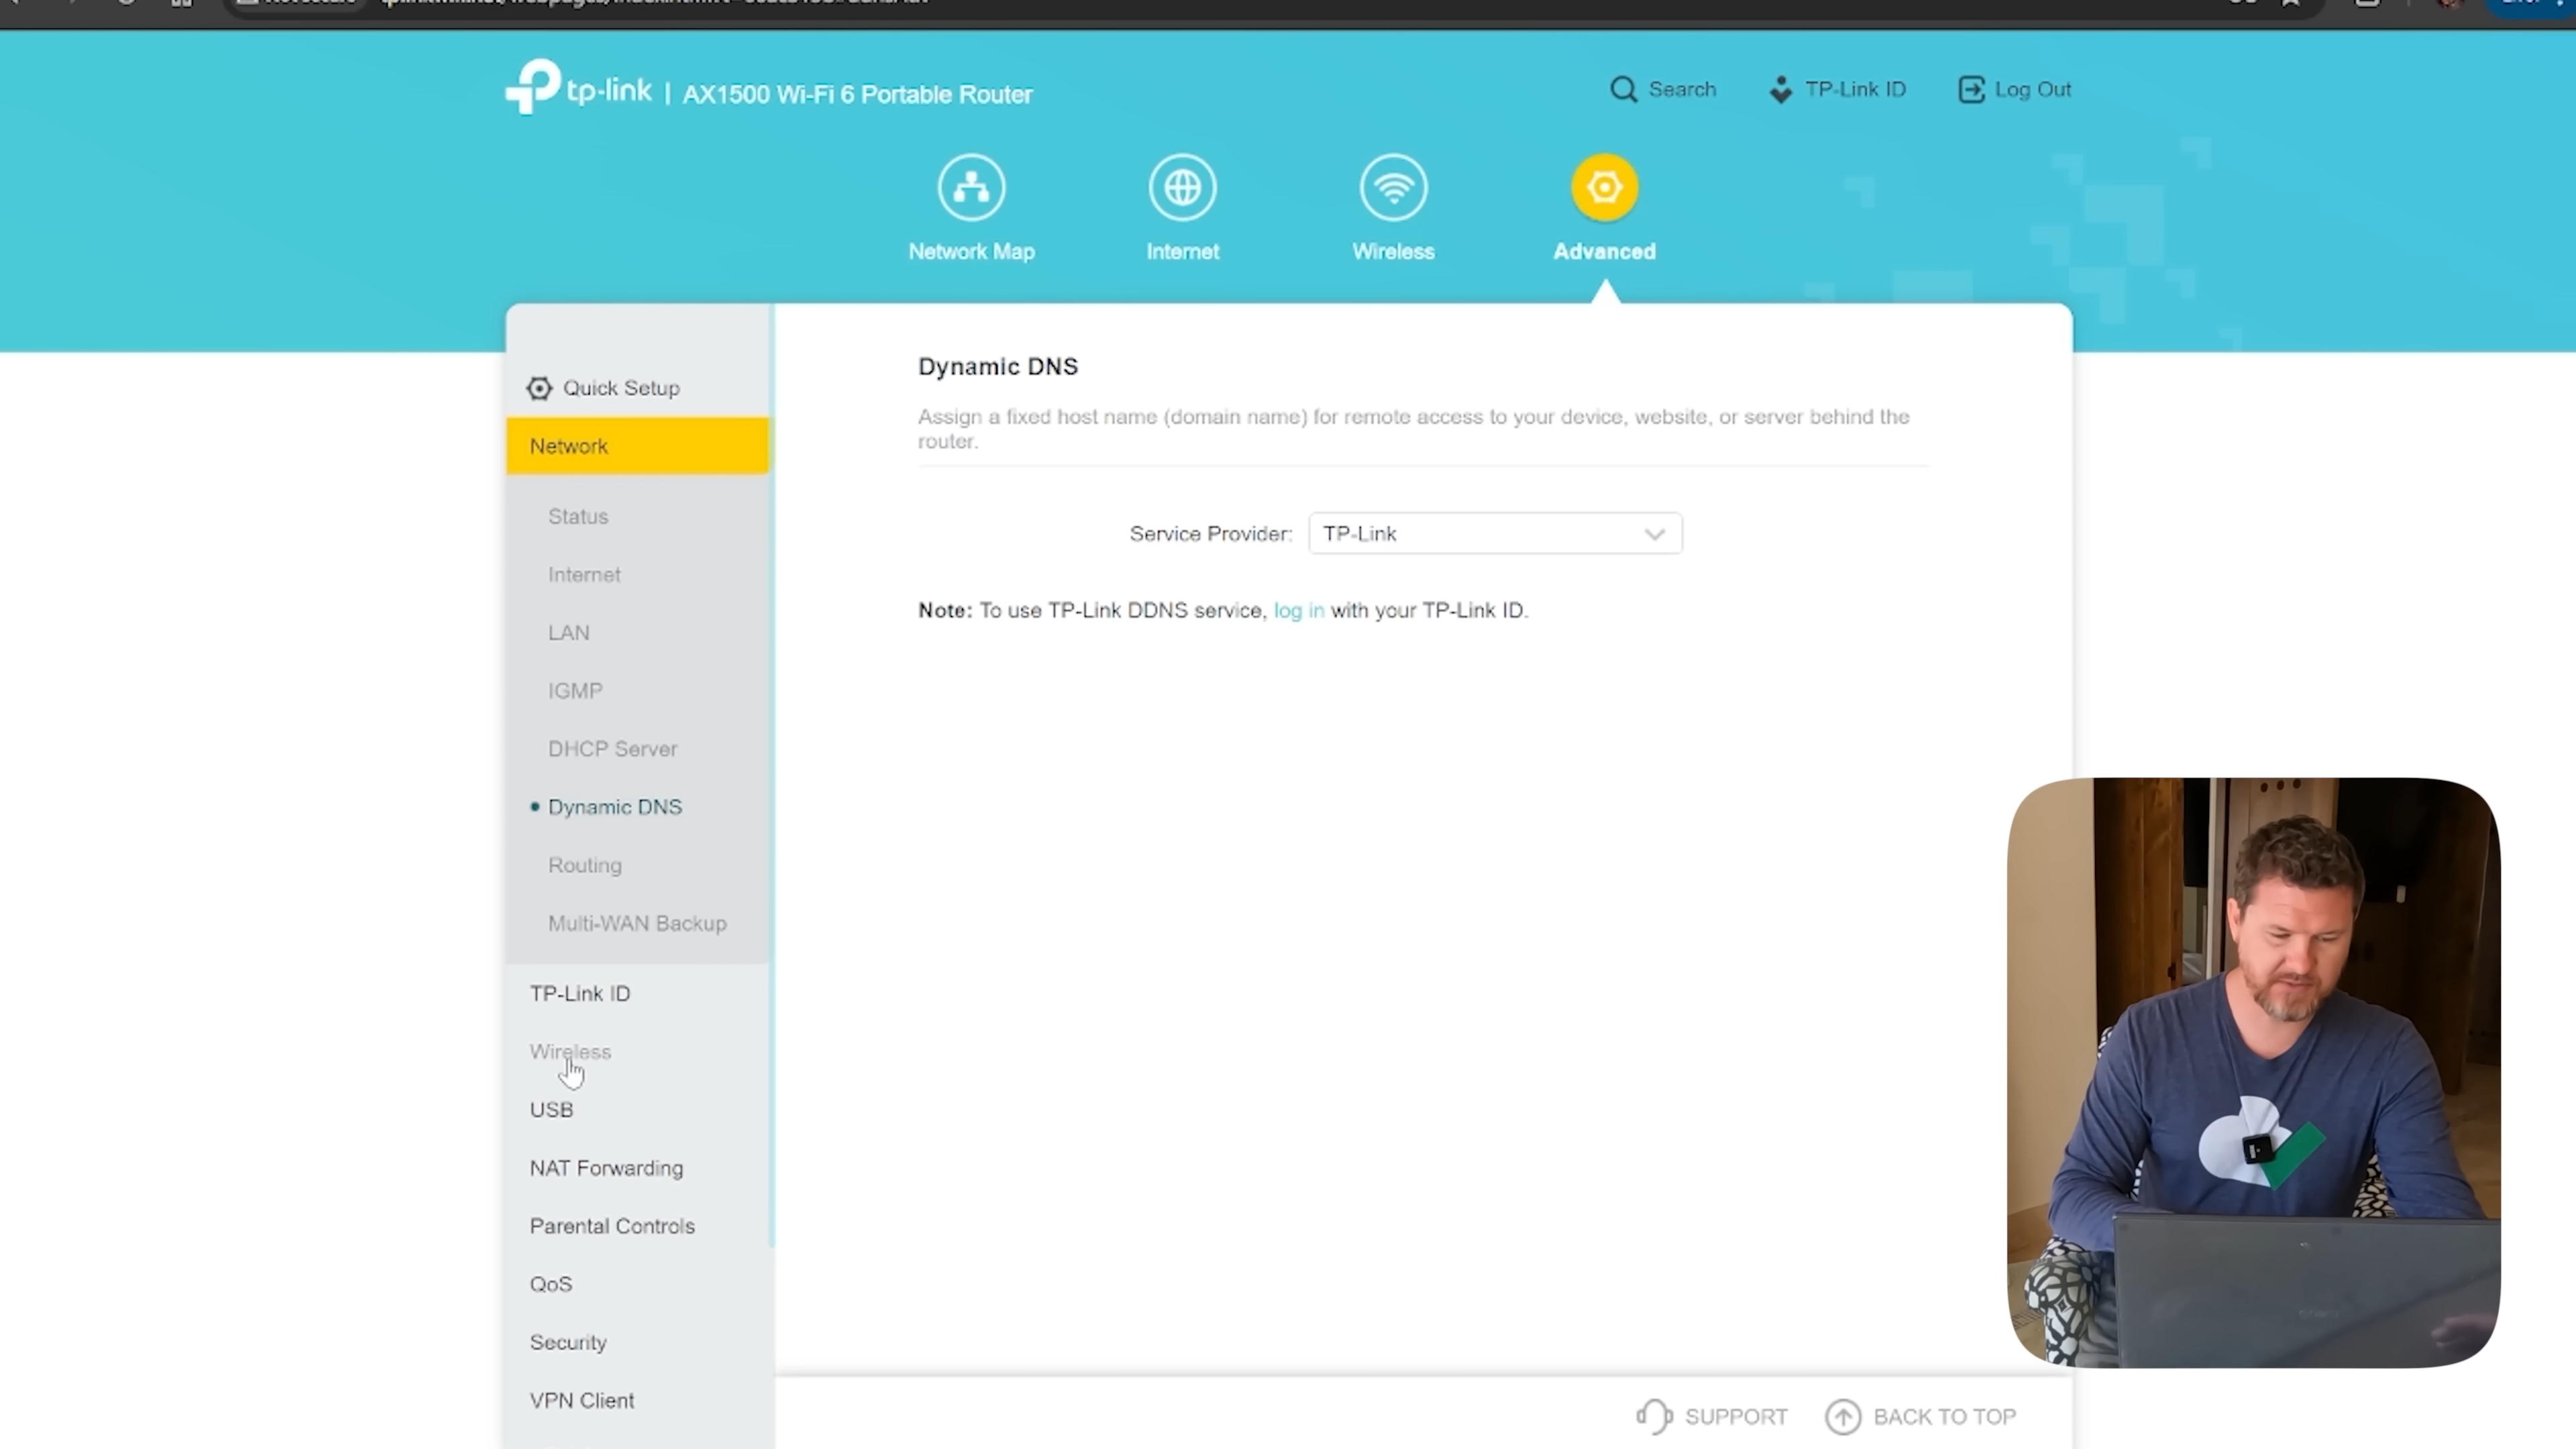 tp-link | AX1500 Wi-Fi 6 Portable Router
Search
TP-Link ID
Log Out
Network Map
Internet
Wireless
Advanced
Quick Setup
Network
Status
Internet
LAN
IGMP
DHCP Server
Dynamic DNS
Routing
Multi-WAN Backup
TP-Link ID
Wireless
USB
NAT Forwarding
Parental Controls
QoS
Security
VPN Client
Dynamic DNS
Assign a fixed host name (domain name) for remote access to your device, website, or server behind the
router.
Service Provider: TP-Link
Note: To use TP-Link DDNS service, log in with your TP-Link ID.
SUPPORT
BACK TO TOP